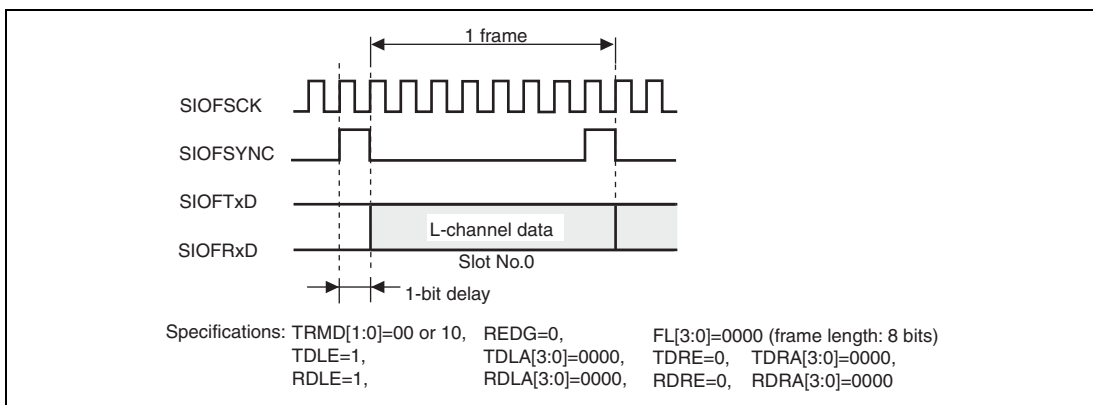 1 frame
SIOFSCK
SIOFSYNC
SIOFTxD
L-channel data
SIOFRxD
Slot No.0
1-bit delay
Specifications: TRMD[1:0]=00 or 10, REDG=0, FL[3:0]=0000 (frame length: 8 bits)
TDLE=1, TDLA[3:0]=0000, TDRE=0, TDRA[3:0]=0000,
RDLE=1, RDLA[3:0]=0000, RDRE=0, RDRA[3:0]=0000